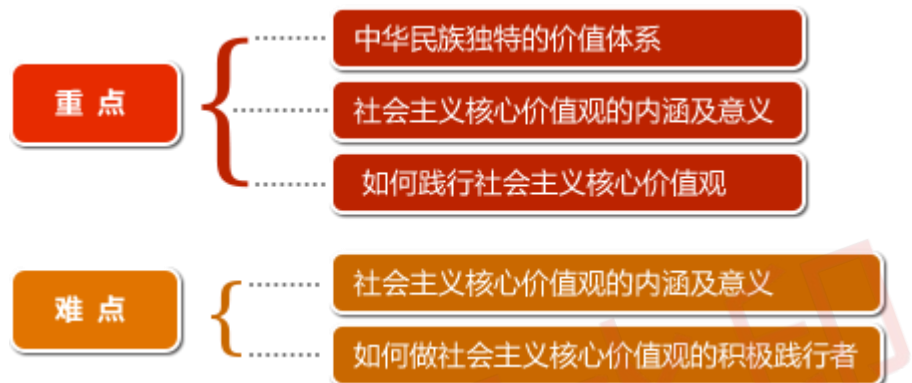 重 点
中华民族独特的价值体系
社会主义核心价值观的内涵及意义
如何践行社会主义核心价值观
难 点
社会主义核心价值观的内涵及意义
如何做社会主义核心价值观的积极践行者